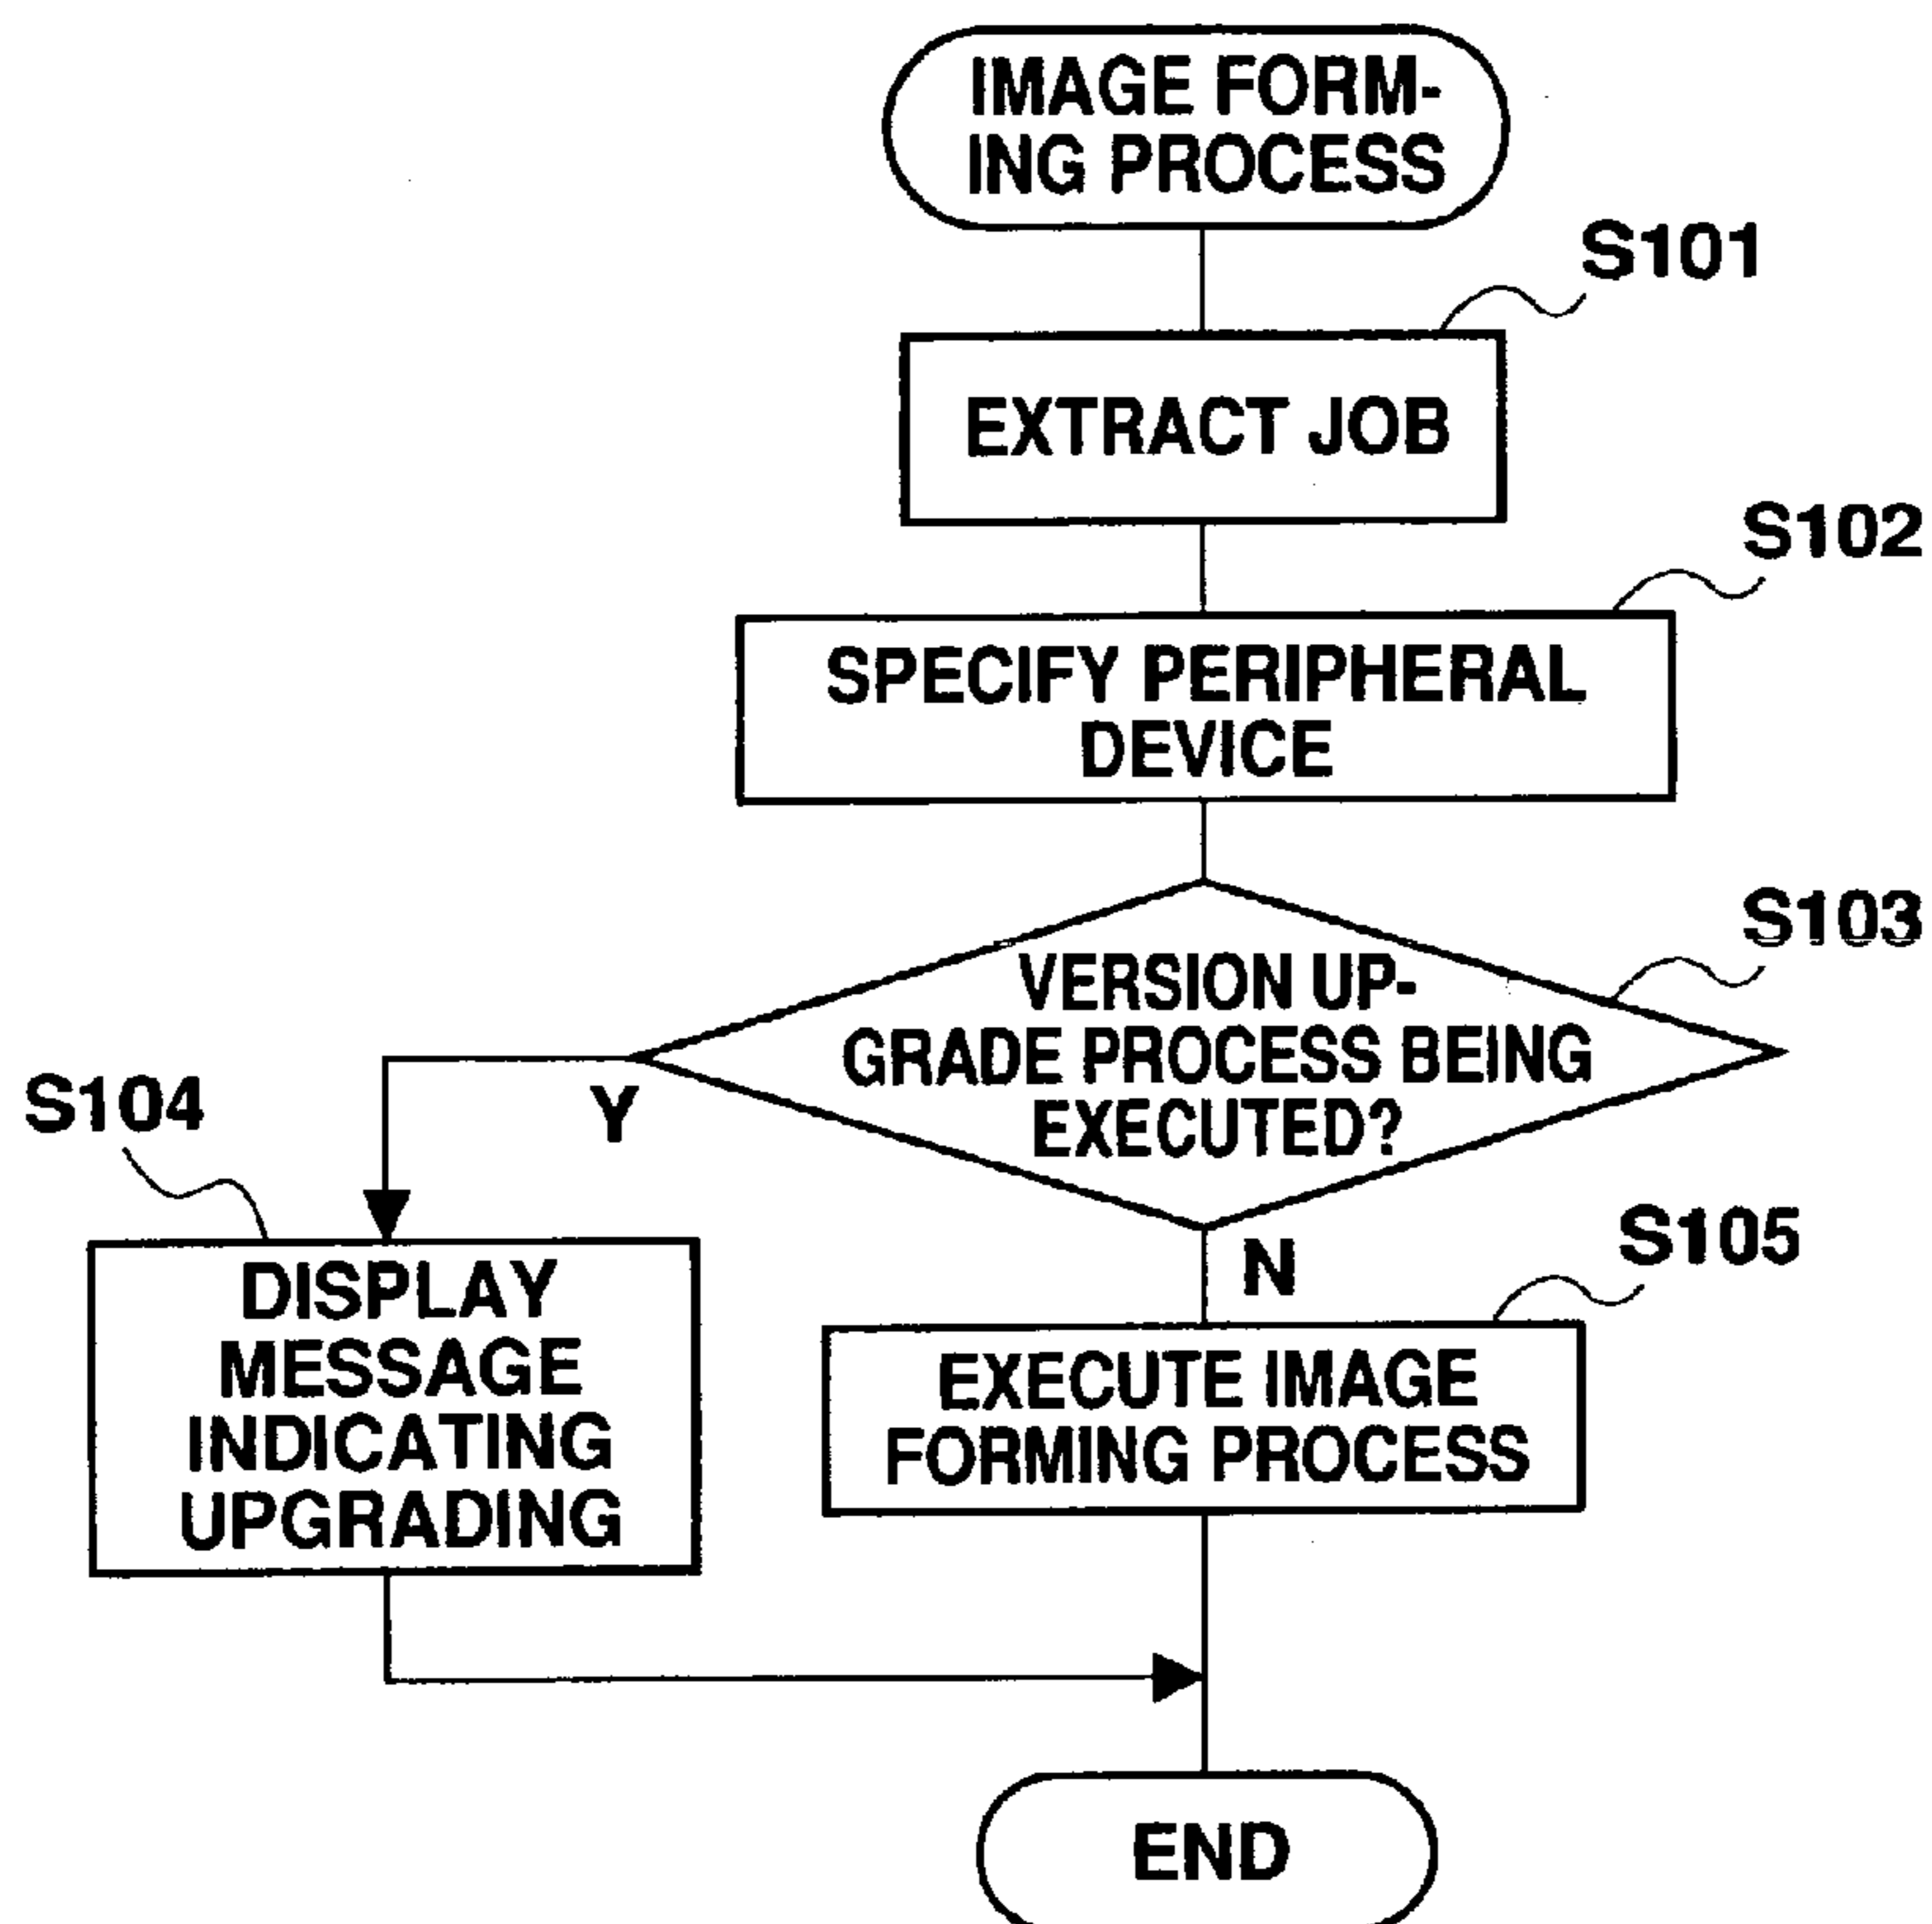 IMAGE FORM-
ING PROCESS
S101
EXTRACT JOB
S102
SPECIFY PERIPHERAL
DEVICE
S103
VERSION UP-
GRADE PROCESS BEING
EXECUTED?
Y
S104
N
S105
DISPLAY
MESSAGE
INDICATING
UPGRADING
EXECUTE IMAGE
FORMING PROCESS
END